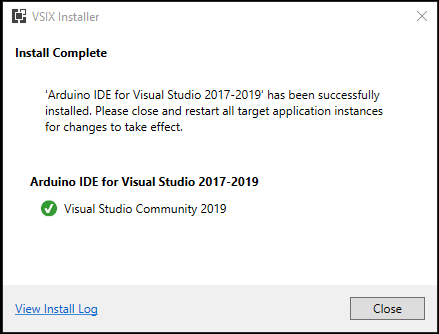 VSIX Installer
Install Complete
'Arduino IDE for Visual Studio 2017-2019' has been successfully
installed. Please close and restart all target application instances
for changes to take effect.
Arduino IDE for Visual Studio 2017-2019
Visual Studio Community 2019
View Install Log
Close